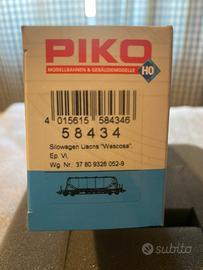 PIKO
MODELLBAHNEN & GEBÄUDEMODELLE
H0
4 015615 584346
58434
Silowagen Uacns "Wascosa",
Ep. VI,
Wg. Nr.: 37 80 9326 052-9
subito